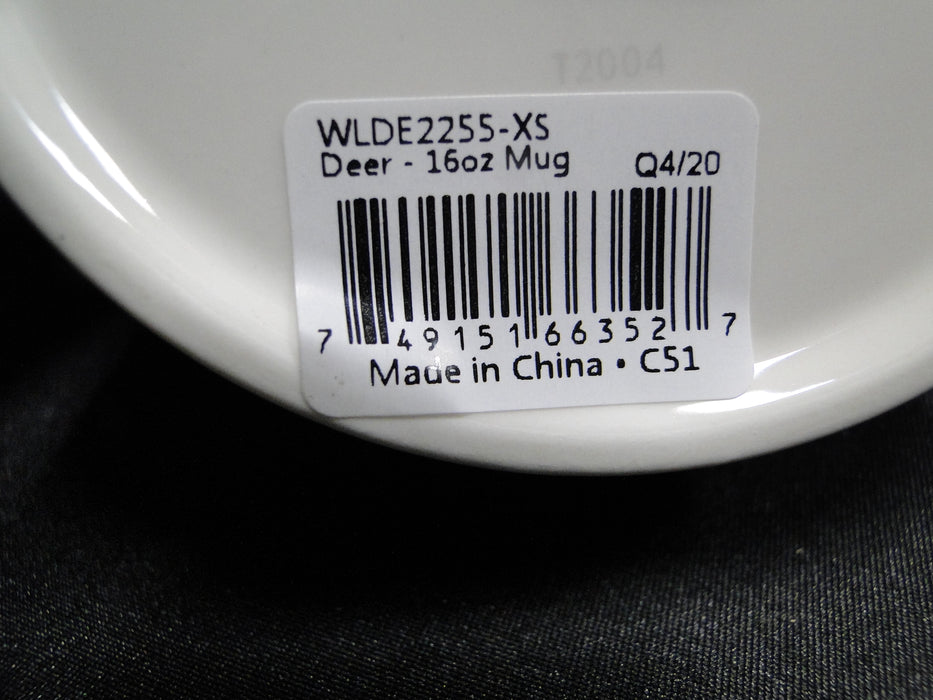 T2004
WLDE2255-XS
Deer - 16oz Mug Q4/20
7 49151 66352 7
Made in China • C51